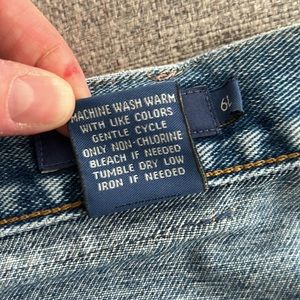 MACHINE WASH WARM
WITH LIKE COLORS
GENTLE CYCLE
ONLY NON-CHLORINE
BLEACH IF NEEDED
TUMBLE DRY LOW
IRON IF NEEDED